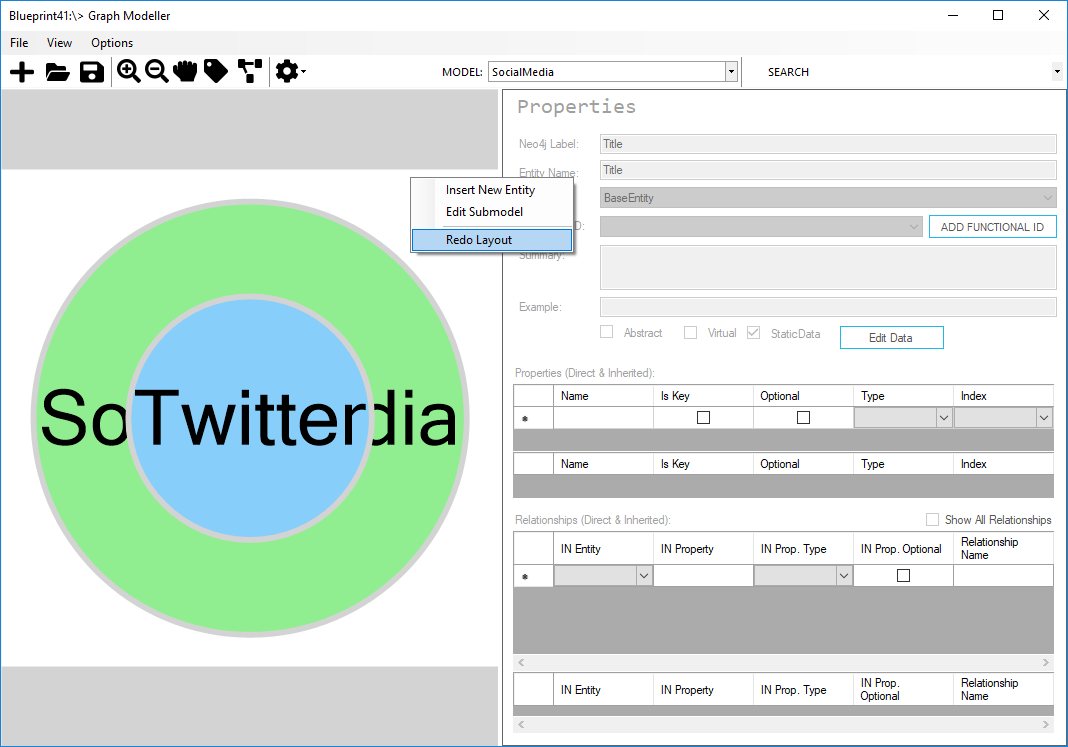 Blueprint41:\> Graph Modeller
File View Options
MODEL: SocialMedia SEARCH
Properties
Neo4j Label: Title
Entity Name: Title
BaseEntity
D: ADD FUNCTIONAL ID
Insert New Entity
Edit Submodel
Redo Layout
Summary:
Example:
Abstract Virtual StaticData Edit Data
Properties (Direct & Inherited):
Name Is Key Optional Type Index
Name Is Key Optional Type Index
SoTwitterdia
Relationships (Direct & Inherited): Show All Relationships
IN Entity IN Property IN Prop. Type IN Prop. Optional Relationship Name
IN Entity IN Property IN Prop. Type IN Prop. Optional Relationship Name